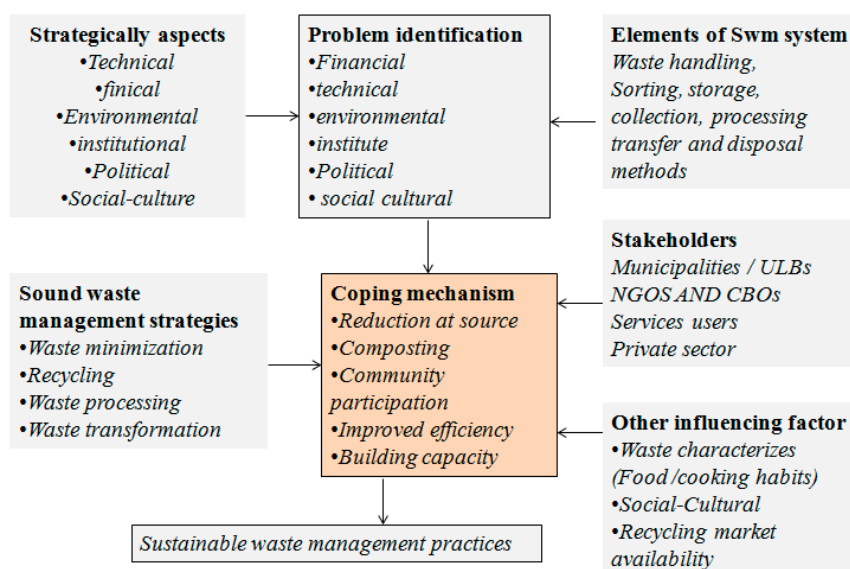 Strategically aspects
•Technical
•finical
•Environmental
•institutional
•Political
•Social-culture
Problem identification
•Financial
•technical
•environmental
•institute
•Political
• social cultural
Elements of Swm system
Waste handling,
Sorting, storage,
collection, processing
transfer and disposal
methods
Stakeholders
Municipalities / ULBs
NGOS AND CBOs
Services users
Private sector
Sound waste
management strategies
•Waste minimization
•Recycling
•Waste processing
•Waste transformation
Coping mechanism
•Reduction at source
•Composting
•Community
participation
•Improved efficiency
•Building capacity
Other influencing factor
•Waste characterizes
(Food /cooking habits)
•Social-Cultural
•Recycling market
availability
Sustainable waste management practices